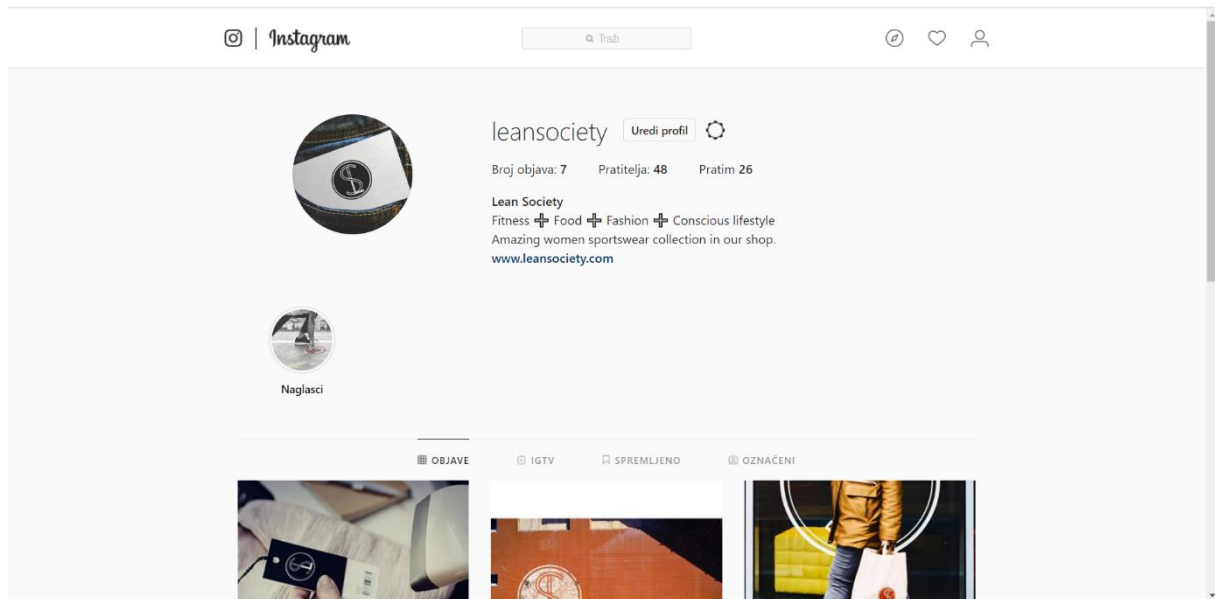 Instagram
Traži
leansociety Uredi profil
Broj objava: 7 Pratitelja: 48 Pratim 26
Lean Society
Fitness ➕ Food ➕ Fashion ➕ Conscious lifestyle
Amazing women sportswear collection in our shop.
www.leansociety.com
Naglasci
OBJAVE IGTV SPREMLJENO OZNAČENI